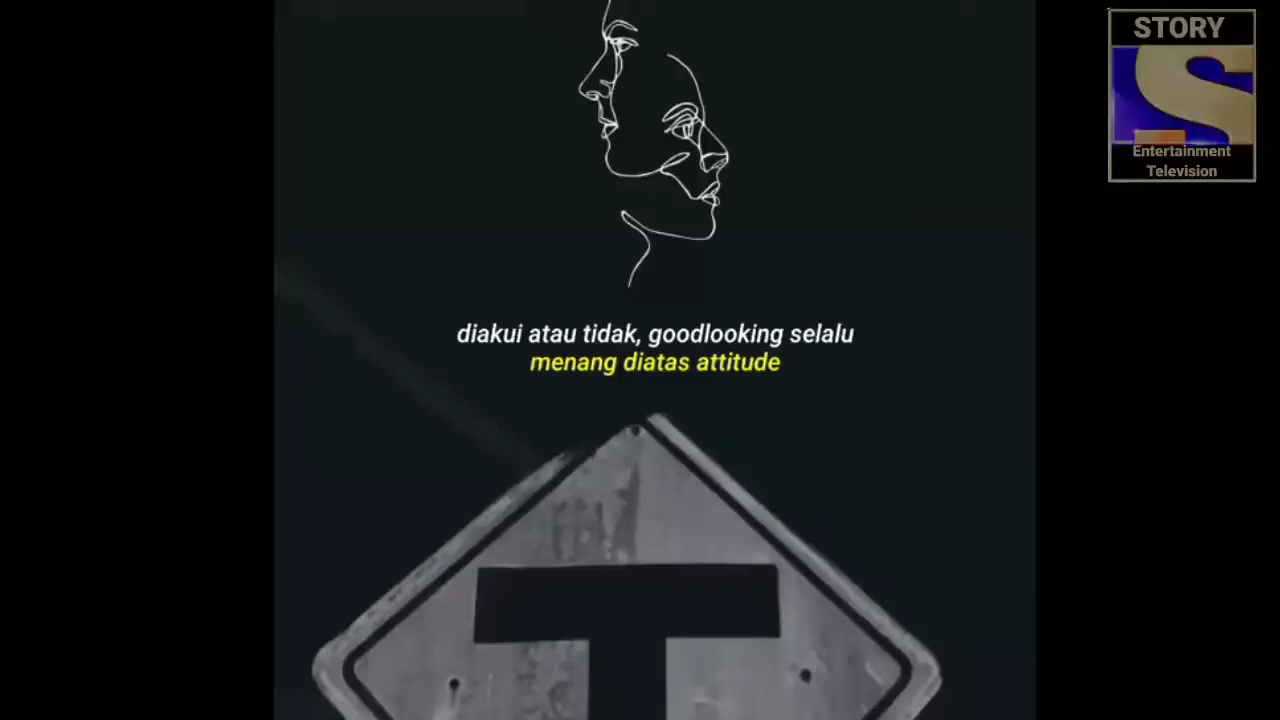 STORY
S
Entertainment
Television
diakui atau tidak, goodlooking selalu
menang diatas attitude